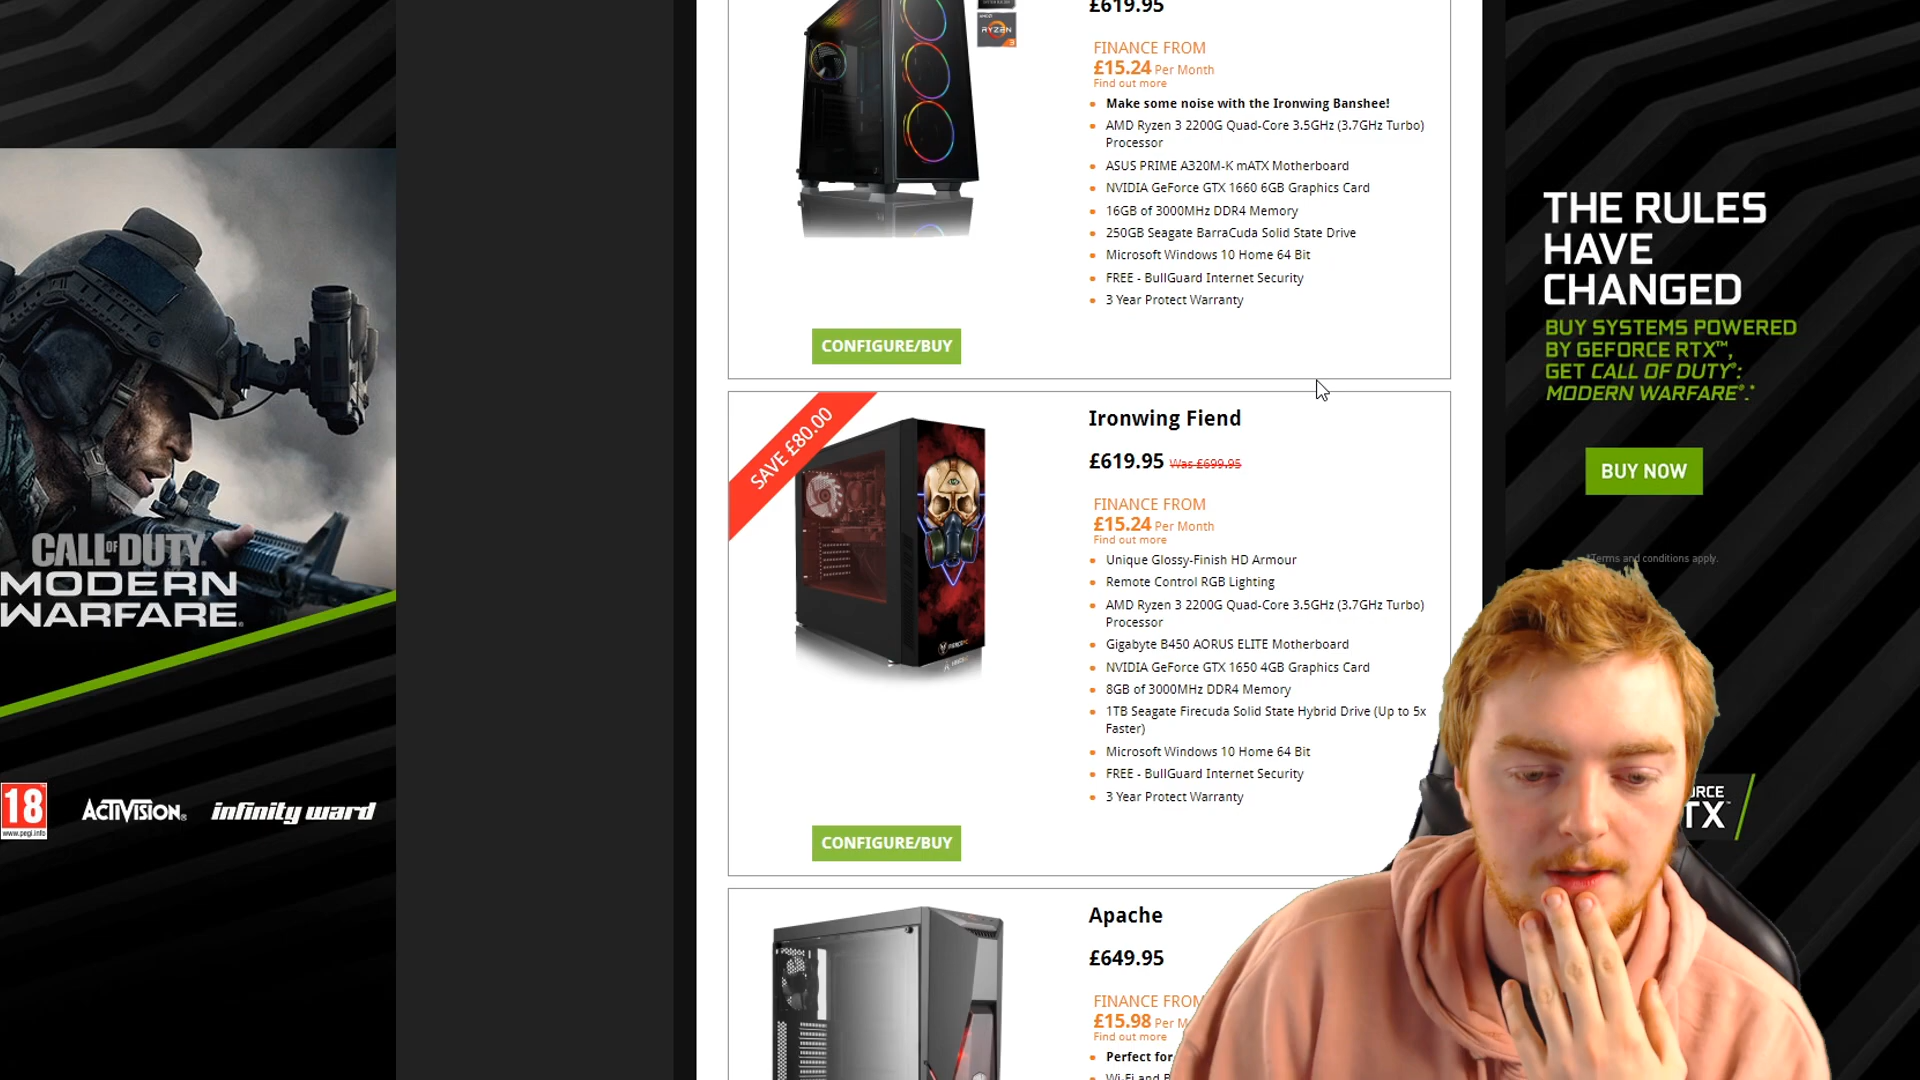 £619.95
RYZEN
FINANCE FROM
£15.24 Per Month
Find out more
Make some noise with the Ironwing Banshee!
AMD Ryzen 3 2200G Quad-Core 3.5GHz (3.7GHz Turbo)
Processor
ASUS PRIME A320M-K mATX Motherboard
NVIDIA GeForce GTX 1660 6GB Graphics Card
16GB of 3000MHz DDR4 Memory
250GB Seagate BarraCuda Solid State Drive
Microsoft Windows 10 Home 64 Bit
FREE - BullGuard Internet Security
3 Year Protect Warranty
CONFIGURE/BUY
SAVE £80.00
Ironwing Fiend
£619.95 Was £699.95
FINANCE FROM
£15.24 Per Month
Find out more
Unique Glossy-Finish HD Armour
Remote Control RGB Lighting
AMD Ryzen 3 2200G Quad-Core 3.5GHz (3.7GHz Turbo)
Processor
Gigabyte B450 AORUS ELITE Motherboard
NVIDIA GeForce GTX 1650 4GB Graphics Card
8GB of 3000MHz DDR4 Memory
1TB Seagate Firecuda Solid State Hybrid Drive (Up to 5x
Faster)
Microsoft Windows 10 Home 64 Bit
FREE - BullGuard Internet Security
3 Year Protect Warranty
CONFIGURE/BUY
Apache
£649.95
FINANCE FROM
£15.98 Per M
Find out more
Perfect for
Wi-Fi and B
CALL OF DUTY®
MODERN
WARFARE®
18
www.pegi.info
ACTIVISION®
infinity ward
THE RULES
HAVE
CHANGED
BUY SYSTEMS POWERED
BY GEFORCE RTX™,
GET CALL OF DUTY®:
MODERN WARFARE®.*
BUY NOW
*Terms and conditions apply.
ORCE
TX™